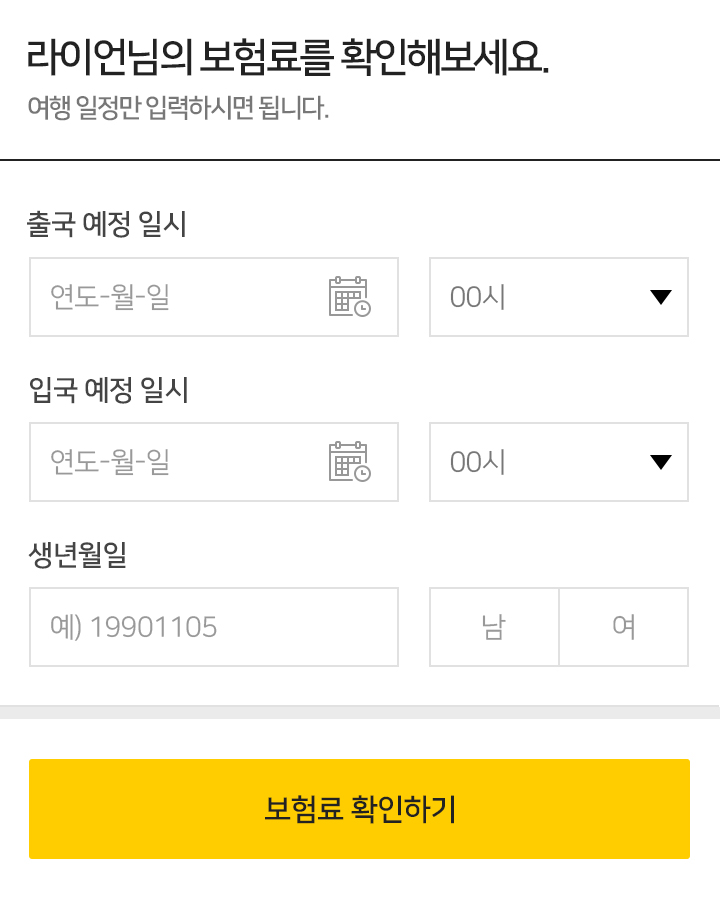 라이언님의 보험료를 확인해보세요.
여행 일정만 입력하시면 됩니다.
출국 예정 일시
연도-월-일 00시
입국 예정 일시
연도-월-일 00시
생년월일
예) 19901105 남 여
보험료 확인하기